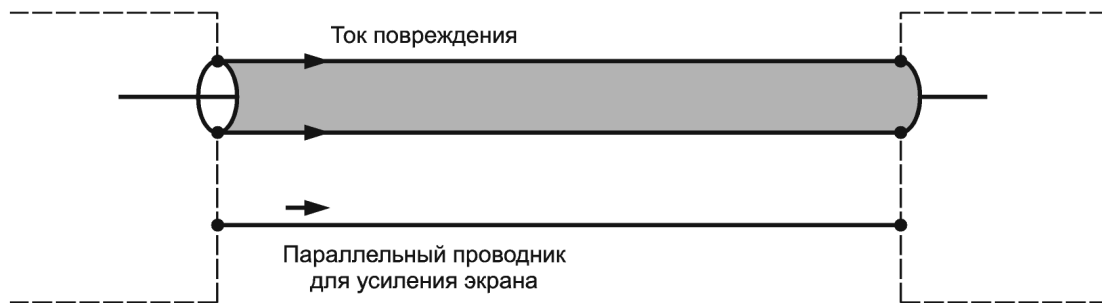 Ток повреждения
Параллельный проводник
для усиления экрана